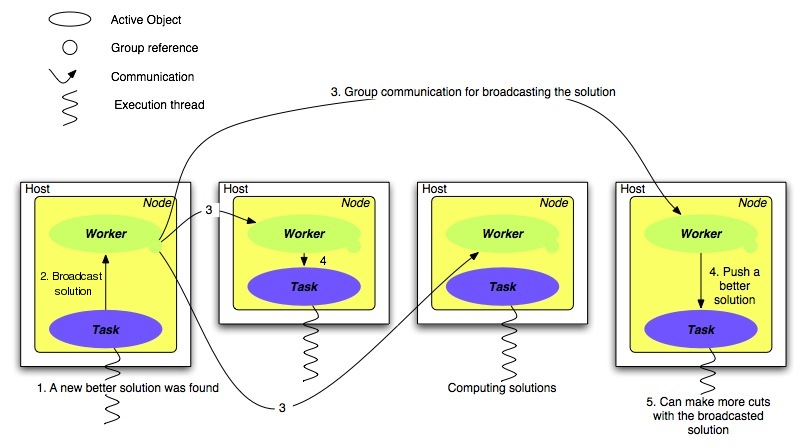 Active Object
Group reference
Communication
Execution thread
3. Group communication for broadcasting the solution
Host
Node
Worker
2. Broadcast
solution
Task
1. A new better solution was found
3
Host
Node
Worker
4
Task
3
Host
Node
Worker
Task
Computing solutions
Host
Node
Worker
4. Push a
better
solution
Task
5. Can make more cuts
with the broadcasted
solution